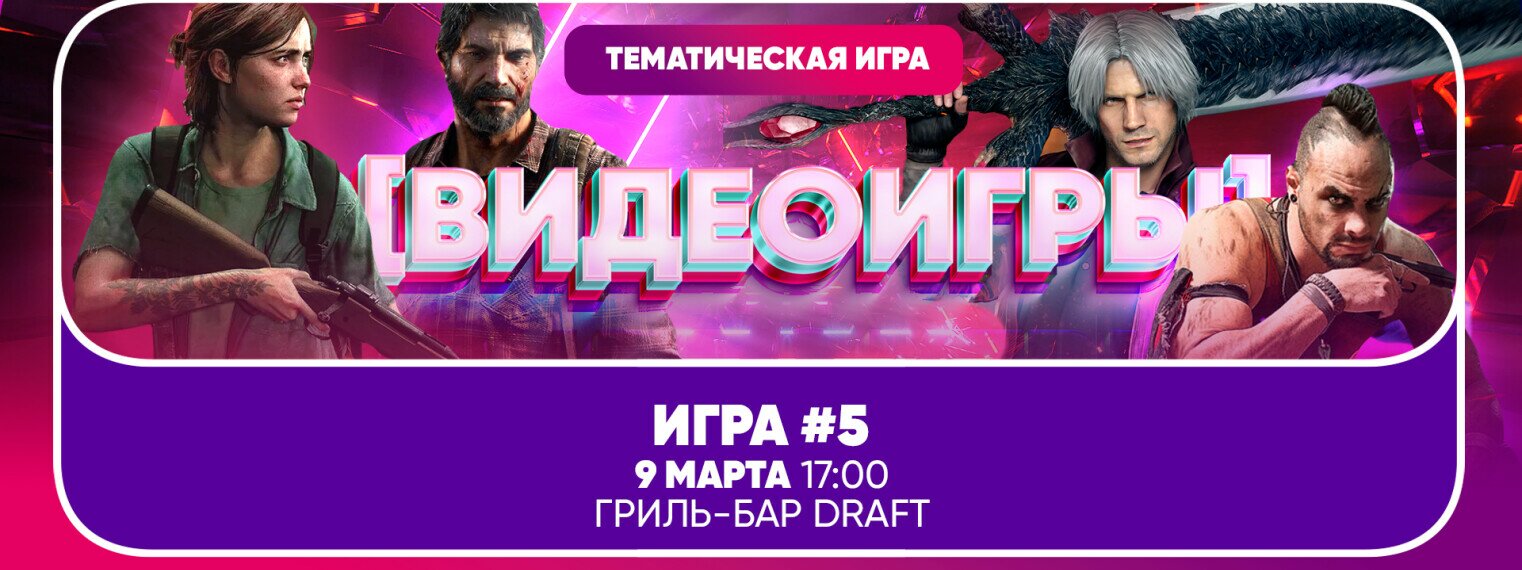 ТЕМАТИЧЕСКАЯ ИГРА
[ВИДЕОИГРЫ]
ИГРА #5
9 МАРТА 17:00
ГРИЛЬ-БАР DRAFT